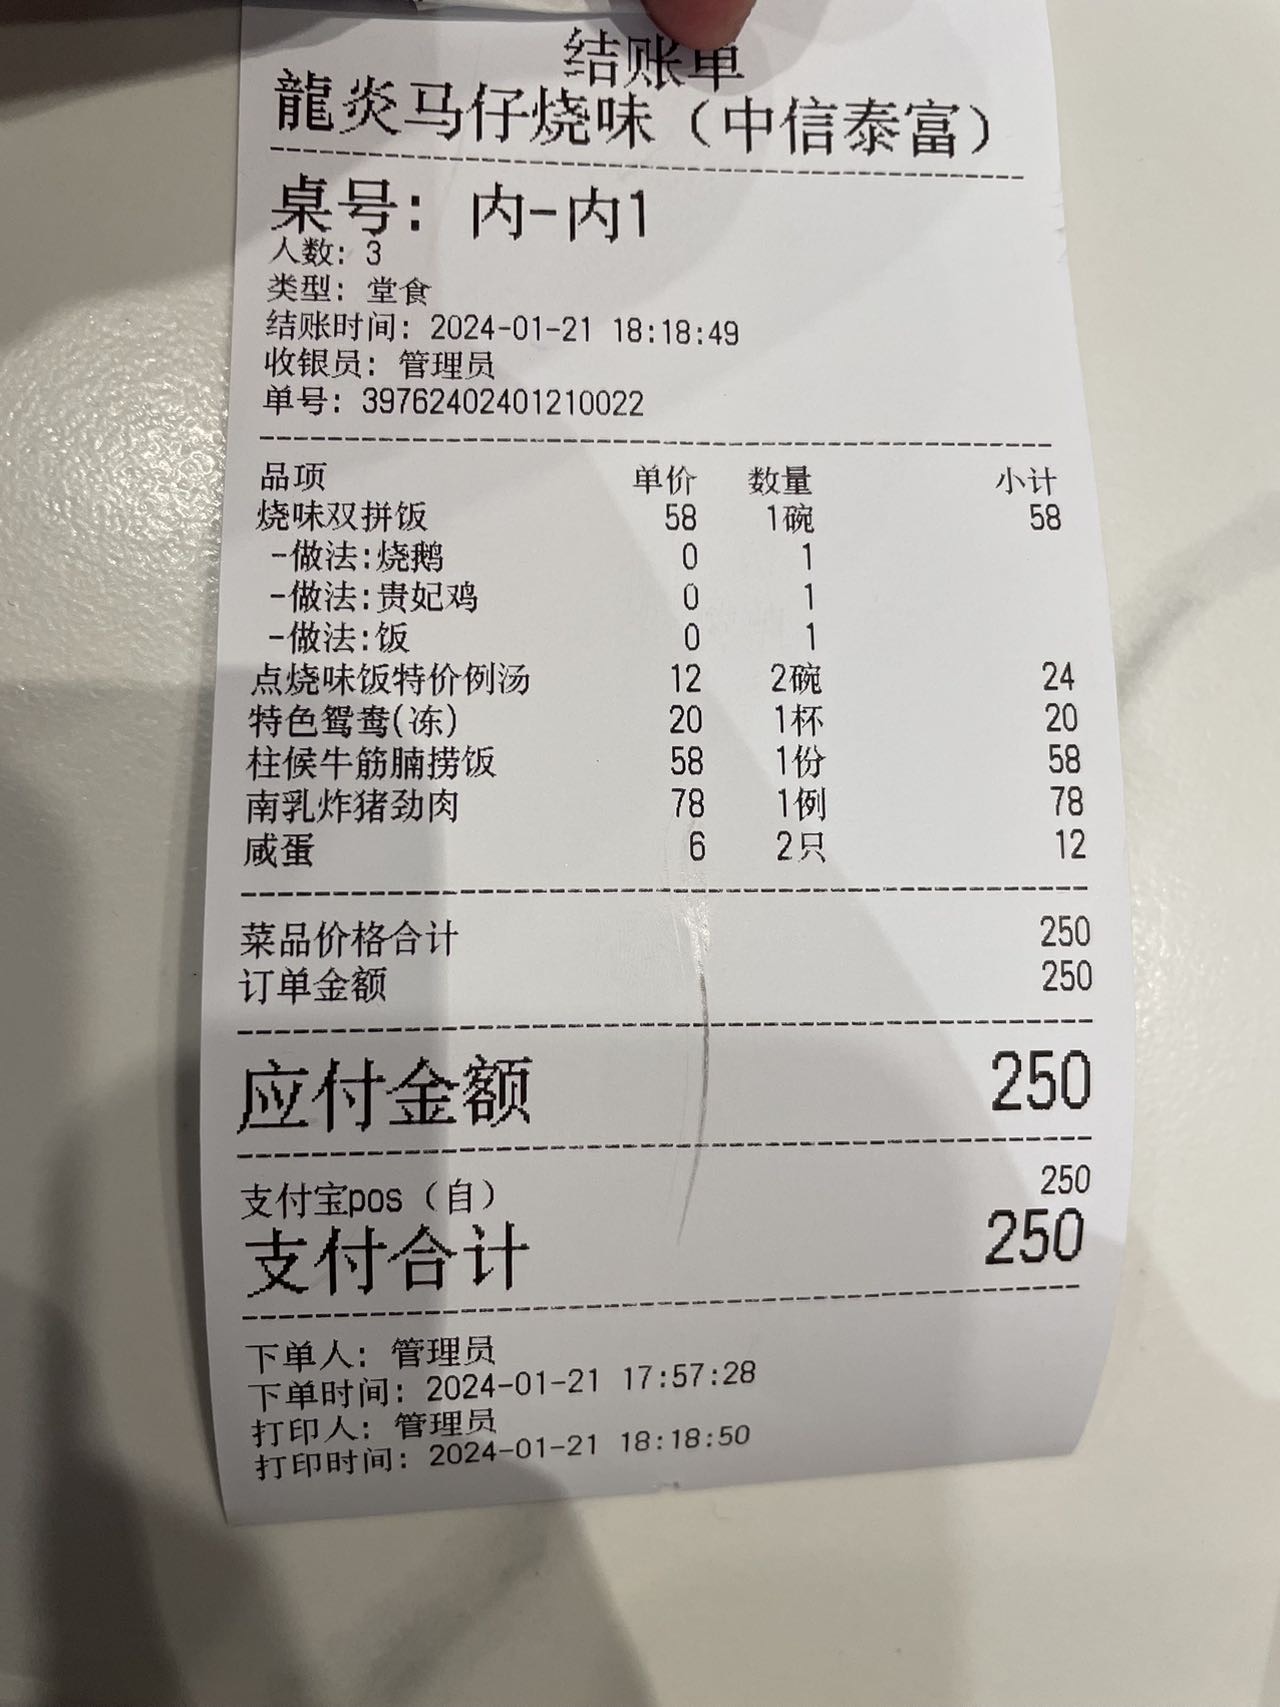 结账单
龍炎马仔烧味（中信泰富）
桌号： 内-内1
人数： 3
类型： 堂食
结账时间： 2024-01-21 18:18:49
收银员： 管理员
单号： 39762402401210022
品项 单价 数量 小计
烧味双拼饭 58 1碗 58
-做法:烧鹅 0 1
-做法:贵妃鸡 0 1
-做法:饭 0 1
点烧味饭特价例汤 12 2碗 24
特色鸳鸯(冻) 20 1杯 20
柱候牛筋腩捞饭 58 1份 58
南乳炸猪劲肉 78 1例 78
咸蛋 6 2只 12
菜品价格合计 250
订单金额 250
应付金额 250
支付宝pos（自） 250
支付合计 250
下单人： 管理员
下单时间： 2024-01-21 17:57:28
打印人： 管理员
打印时间： 2024-01-21 18:18:50